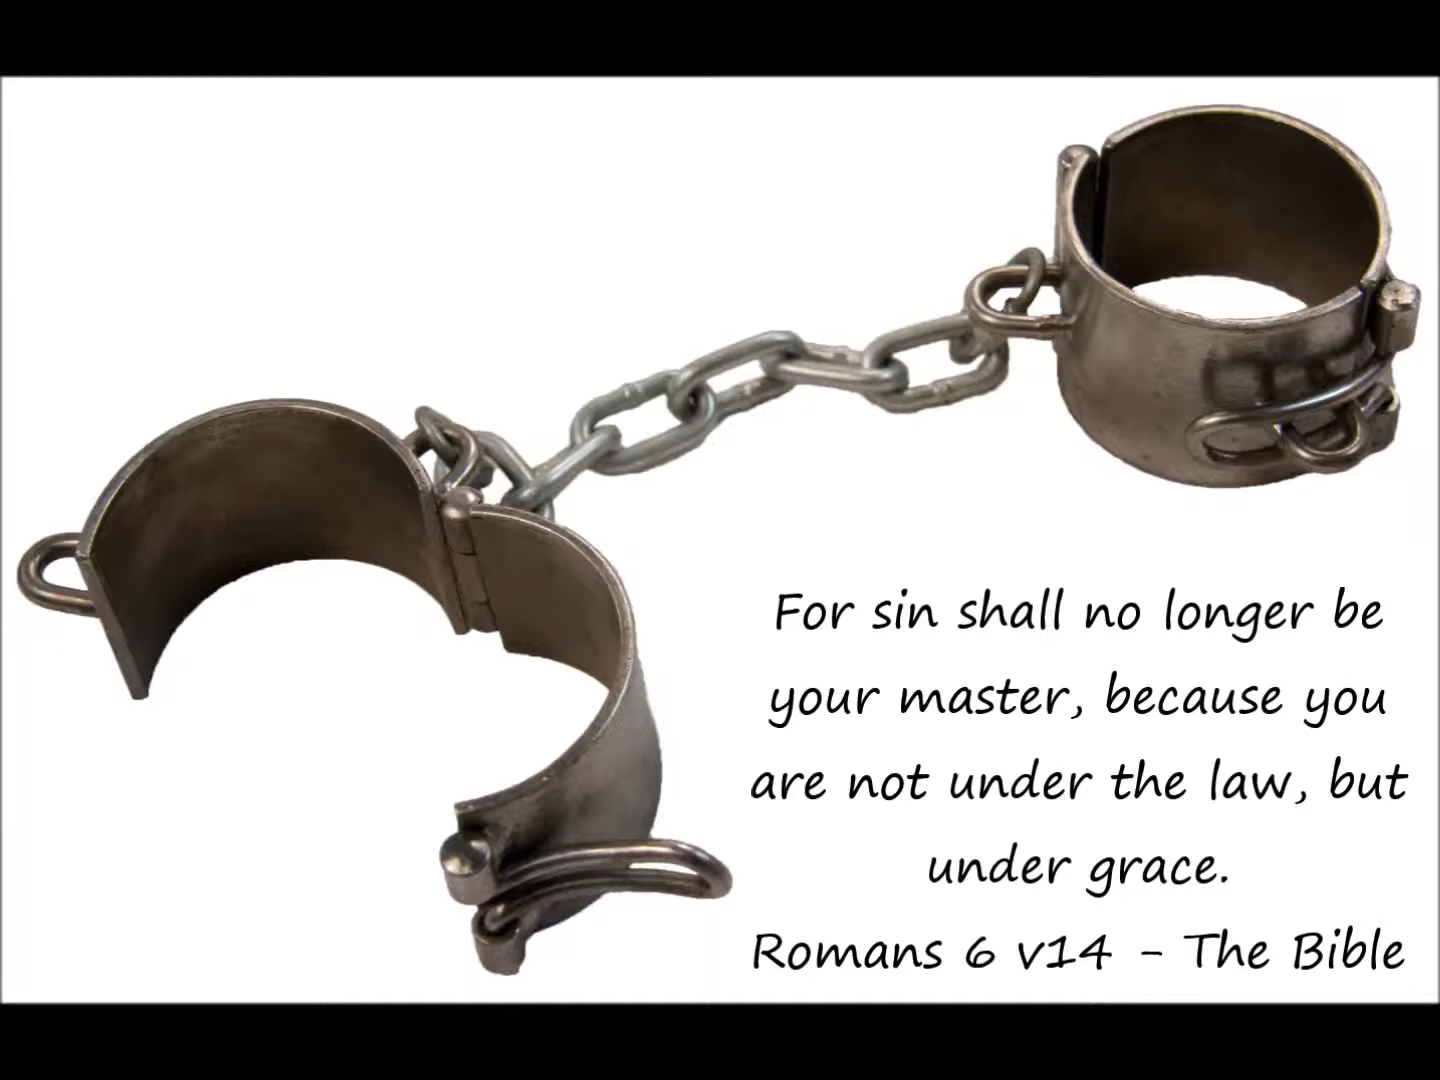 For sin shall no longer be
your master, because you
are not under the law, but
under grace.
Romans 6 v14 - The Bible